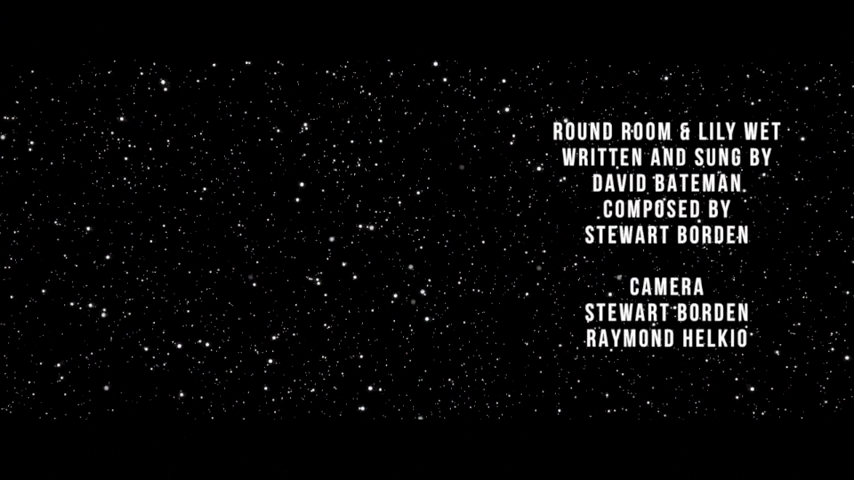 ROUND ROOM & LILY WET
WRITTEN AND SUNG BY
DAVID BATEMAN
COMPOSED BY
STEWART BORDEN
CAMERA
STEWART BORDEN
RAYMOND HELKIO